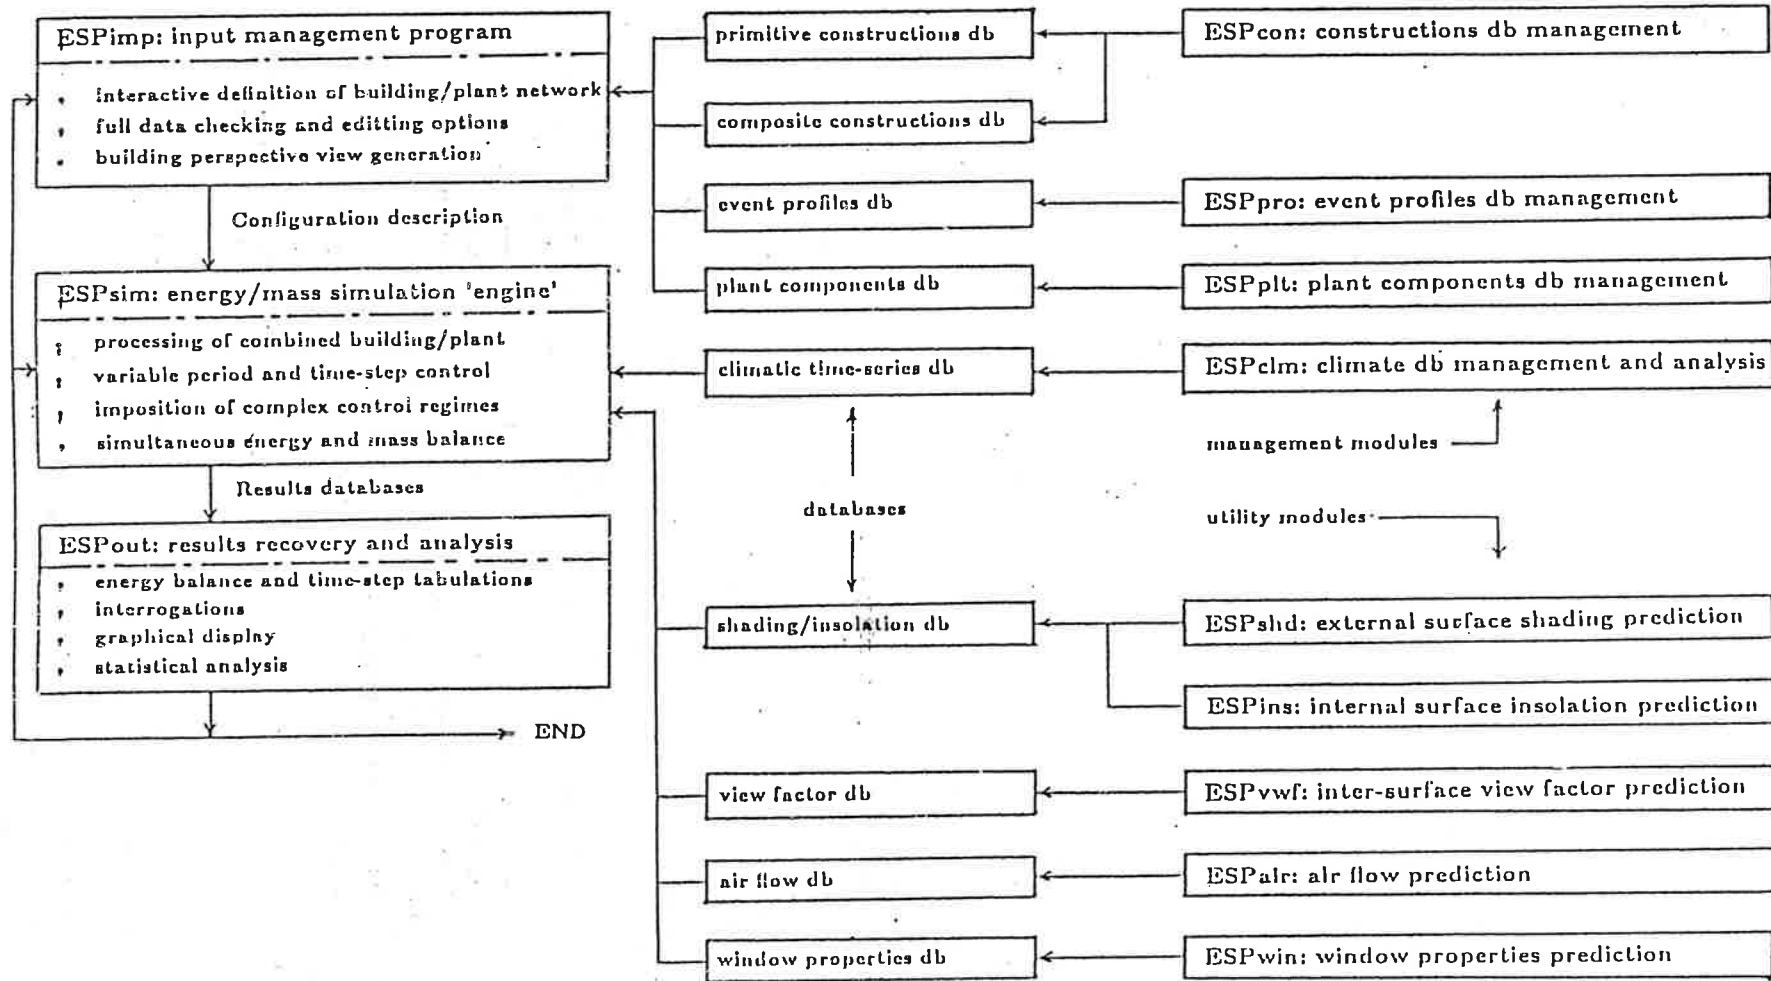 ESPimp: input management program
, Interactive definition of building/plant network
, full data checking and editting options
. building perspective view generation
Configuration description
ESPsim: energy/mass simulation 'engine'
, processing of combined building/plant
, variable period and time-step control
, imposition of complex control regimes
, simultaneous energy and mass balance
Results databases
ESPout: results recovery and analysis
, energy balance and time-step tabulations
, interrogations
, graphical display
, statistical analysis
END
primitive constructions db
composite constructions db
event profiles db
plant components db
climatic time-series db
databases
shading/insolation db
view factor db
air flow db
window properties db
ESPcon: constructions db management
ESPpro: event profiles db management
ESPplt: plant components db management
ESPclm: climate db management and analysis
management modules
utility modules
ESPshd: external surface shading prediction
ESPins: internal surface insolation prediction
ESPvwf: inter-surface view factor prediction
ESPair: air flow prediction
ESPwin: window properties prediction